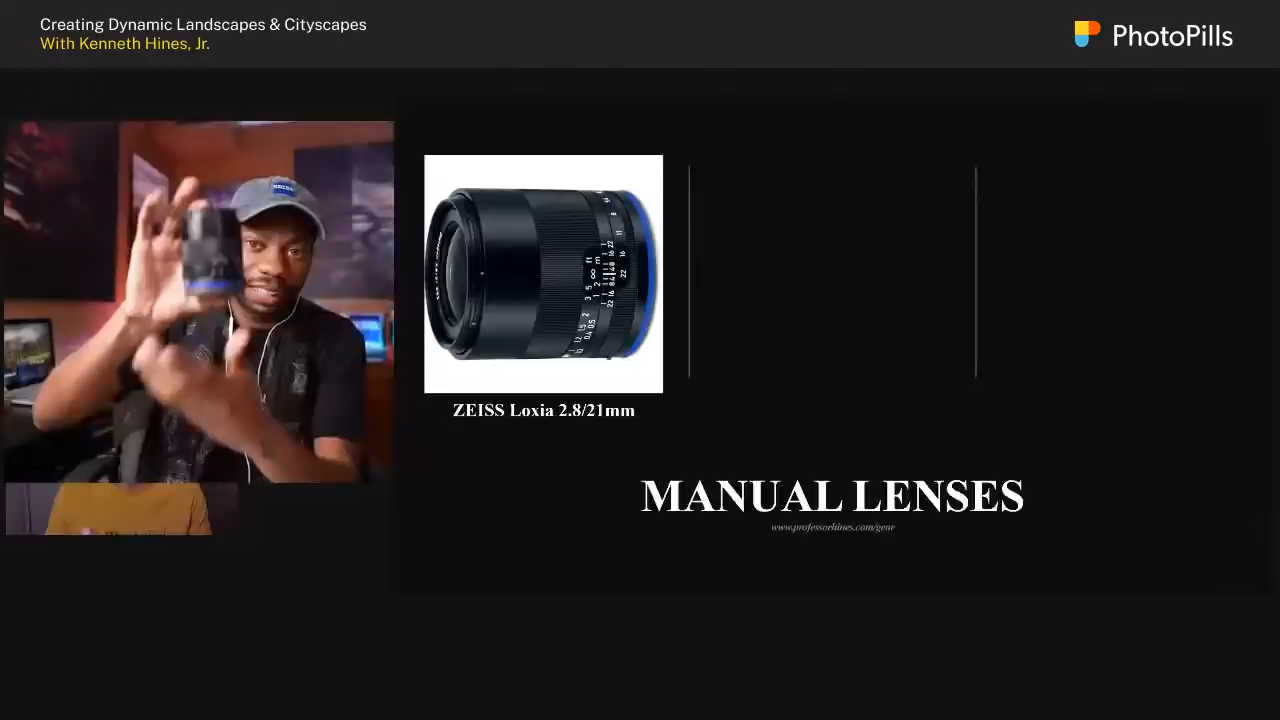 Creating Dynamic Landscapes & Cityscapes
With Kenneth Hines, Jr.
PhotoPills
ZEISS
ZEISS Loxia 2.8/21mm
MANUAL LENSES
www.professorhines.com/gear